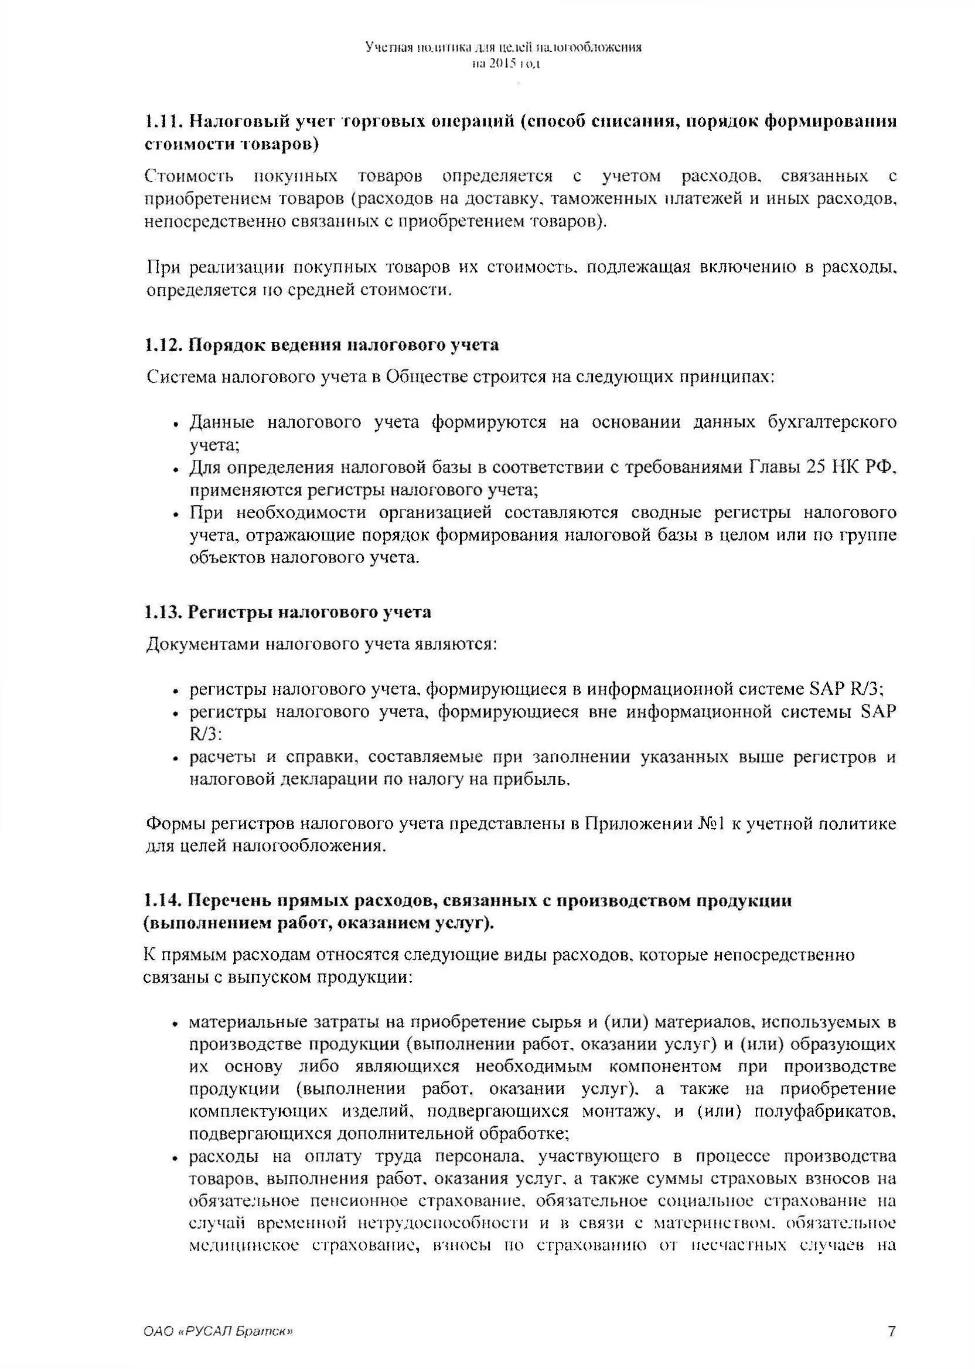 Учетная политика для целей налогообложения
на 2015 год
1.11. Налоговый учет торговых операций (способ списания, порядок формирования
стоимости товаров)
Стоимость покупных товаров определяется с учетом расходов, связанных с
приобретением товаров (расходов на доставку, таможенных платежей и иных расходов,
непосредственно связанных с приобретением товаров).
При реализации покупных товаров их стоимость, подлежащая включению в расходы,
определяется по средней стоимости.
1.12. Порядок ведения налогового учета
Система налогового учета в Обществе строится на следующих принципах:
• Данные налогового учета формируются на основании данных бухгалтерского
учета;
• Для определения налоговой базы в соответствии с требованиями Главы 25 НК РФ,
применяются регистры налогового учета;
• При необходимости организацией составляются сводные регистры налогового
учета, отражающие порядок формирования налоговой базы в целом или по группе
объектов налогового учета.
1.13. Регистры налогового учета
Документами налогового учета являются:
• регистры налогового учета, формирующиеся в информационной системе SAP R/3;
• регистры налогового учета, формирующиеся вне информационной системы SAP
R/3:
• расчеты и справки, составляемые при заполнении указанных выше регистров и
налоговой декларации по налогу на прибыль.
Формы регистров налогового учета представлены в Приложении №1 к учетной политике
для целей налогообложения.
1.14. Перечень прямых расходов, связанных с производством продукции
(выполнением работ, оказанием услуг).
К прямым расходам относятся следующие виды расходов, которые непосредственно
связаны с выпуском продукции:
• материальные затраты на приобретение сырья и (или) материалов, используемых в
производстве продукции (выполнении работ, оказании услуг) и (или) образующих
их основу либо являющихся необходимым компонентом при производстве
продукции (выполнении работ, оказании услуг), а также на приобретение
комплектующих изделий, подвергающихся монтажу, и (или) полуфабрикатов,
подвергающихся дополнительной обработке;
• расходы на оплату труда персонала, участвующего в процессе производства
товаров, выполнения работ, оказания услуг, а также суммы страховых взносов на
обязательное пенсионное страхование, обязательное социальное страхование на
случай временной нетрудоспособности и в связи с материнством, обязательное
медицинское страхование, взносы по страхованию от несчастных случаев на
ОАО «РУСАЛ Братск»
7